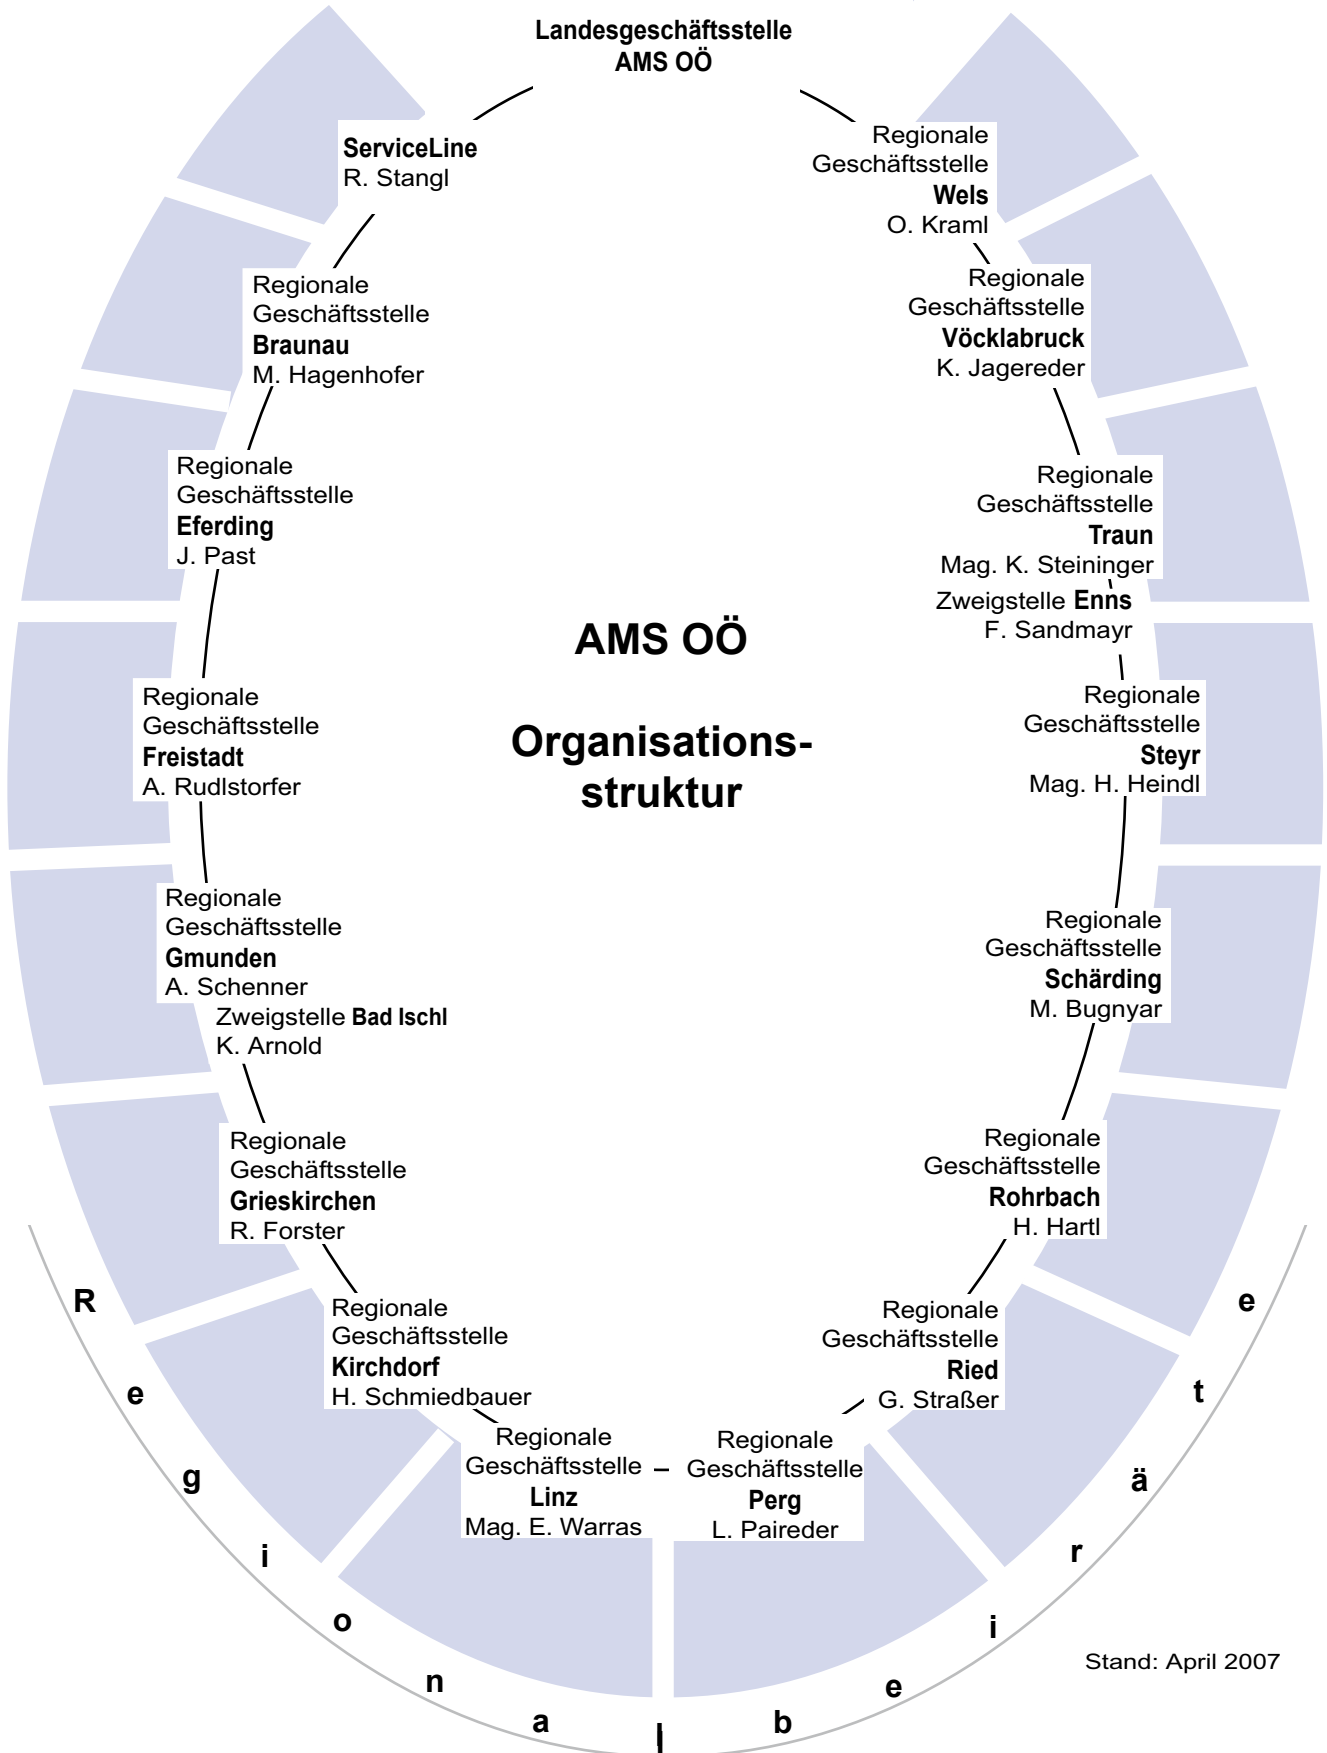 Landesgeschäftsstelle
AMS OÖ
ServiceLine
R. Stangl
Regionale
Geschäftsstelle
Braunau
M. Hagenhofer
Regionale
Geschäftsstelle
Eferding
J. Past
Regionale
Geschäftsstelle
Freistadt
A. Rudlstorfer
Regionale
Geschäftsstelle
Gmunden
A. Schenner
Zweigstelle Bad Ischl
K. Arnold
Regionale
Geschäftsstelle
Grieskirchen
R. Forster
Regionale
Geschäftsstelle
Kirchdorf
H. Schmiedbauer
Regionale
Geschäftsstelle
Linz
Mag. E. Warras
Regionale
Geschäftsstelle
Perg
L. Paireder
Regionale
Geschäftsstelle
Ried
G. Straßer
Regionale
Geschäftsstelle
Rohrbach
H. Hartl
Regionale
Geschäftsstelle
Schärding
M. Bugnyar
Regionale
Geschäftsstelle
Steyr
Mag. H. Heindl
Regionale
Geschäftsstelle
Traun
Mag. K. Steininger
Zweigstelle Enns
F. Sandmayr
Regionale
Geschäftsstelle
Vöcklabruck
K. Jagereder
Regionale
Geschäftsstelle
Wels
O. Kraml
AMS OÖ
Organisations-
struktur
Regionalbeiräte
Stand: April 2007